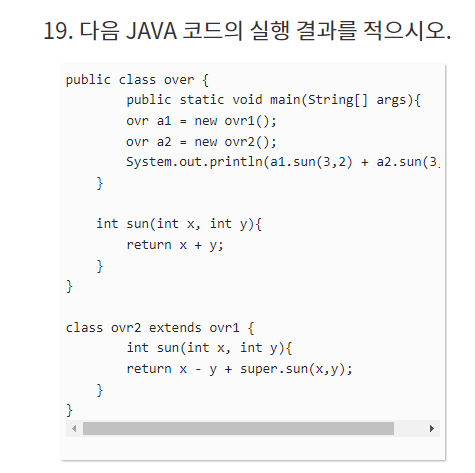 19. 다음 JAVA 코드의 실행 결과를 적으시오.
public class over {
public static void main(String[] args){
ovr a1 = new ovr1();
ovr a2 = new ovr2();
System.out.println(a1.sun(3,2) + a2.sun(3
}
int sun(int x, int y){
return x + y;
}
}
class ovr2 extends ovr1 {
int sun(int x, int y){
return x - y + super.sun(x,y);
}
}